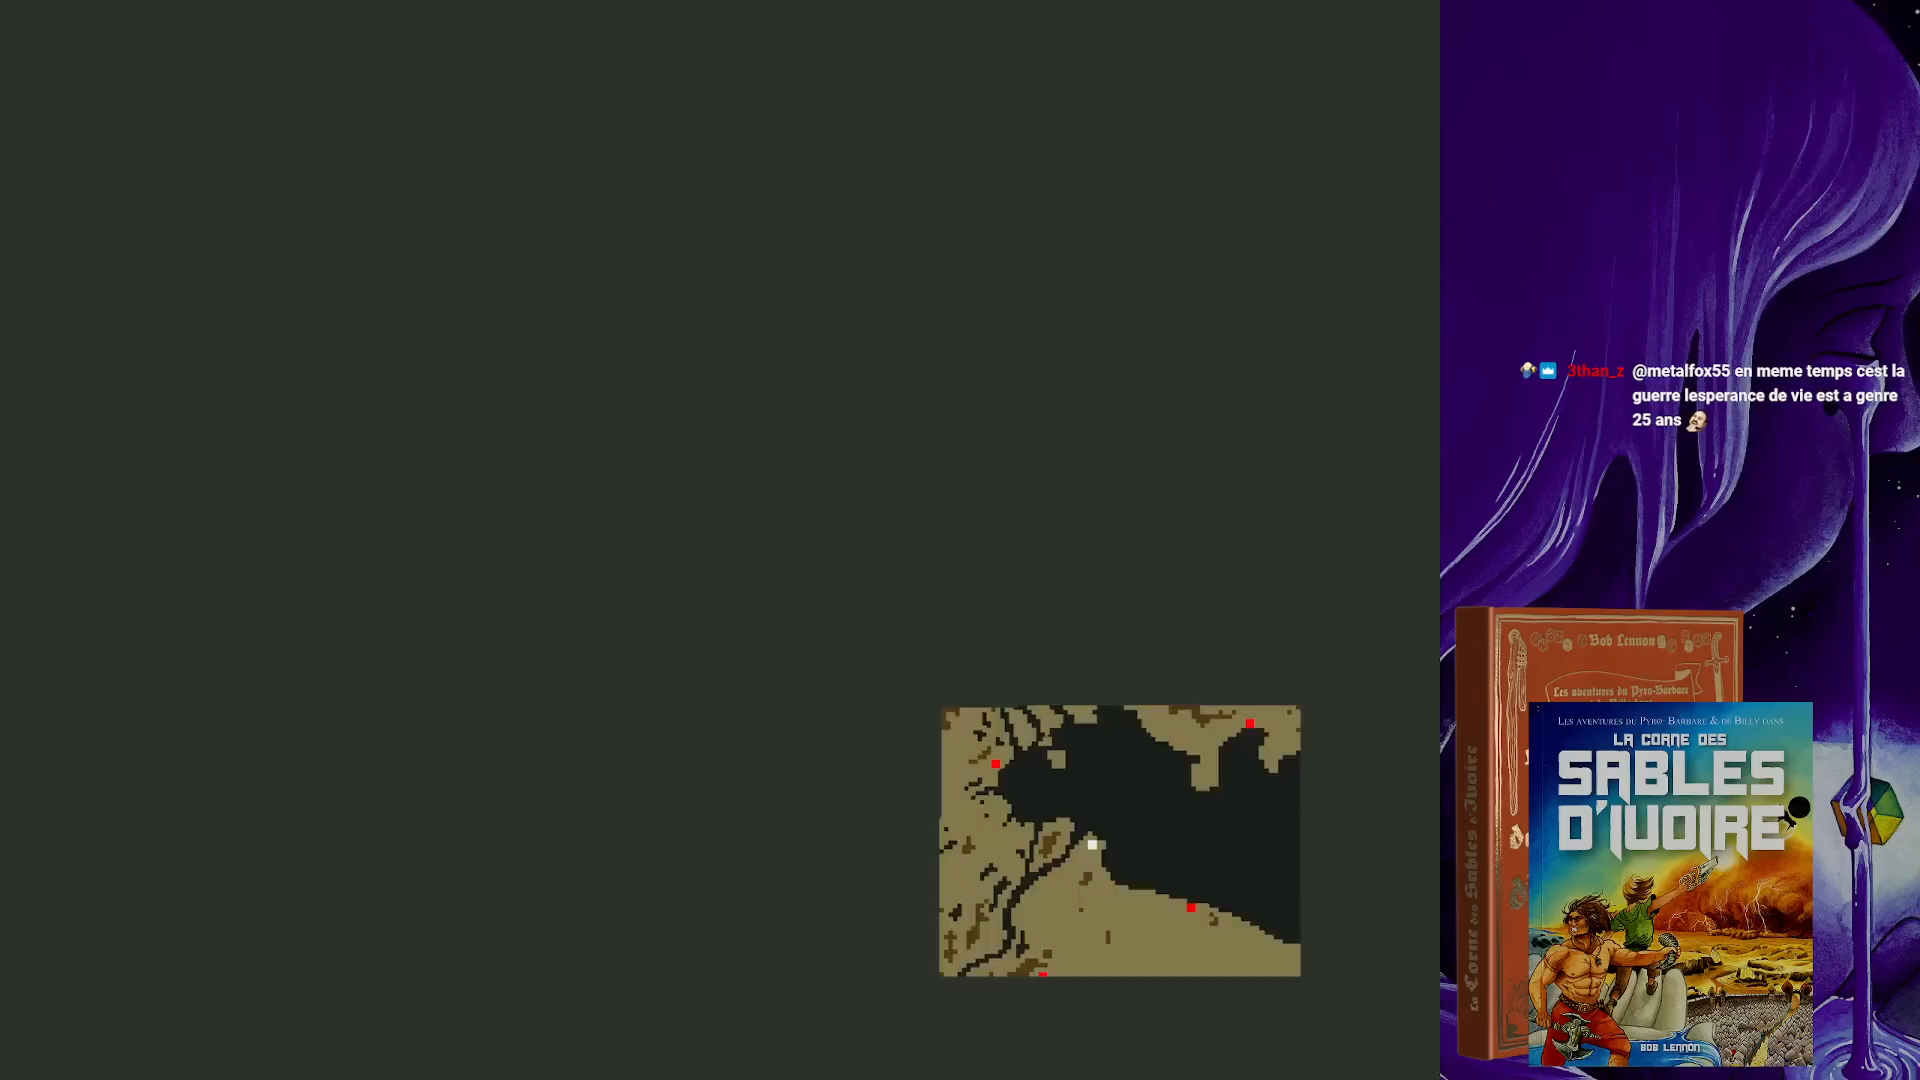 3than_z @metalfox55 en meme temps cest la
guerre lesperance de vie est a genre
25 ans
Bob Lennon
Les aventures du Pyro-Barbare
La Corne des Sables d'Ivoire
Les aventures du Pyro-Barbare & de Billy dans
LA CORNE DES
SABLES
D'IVOIRE
BOB LENNON